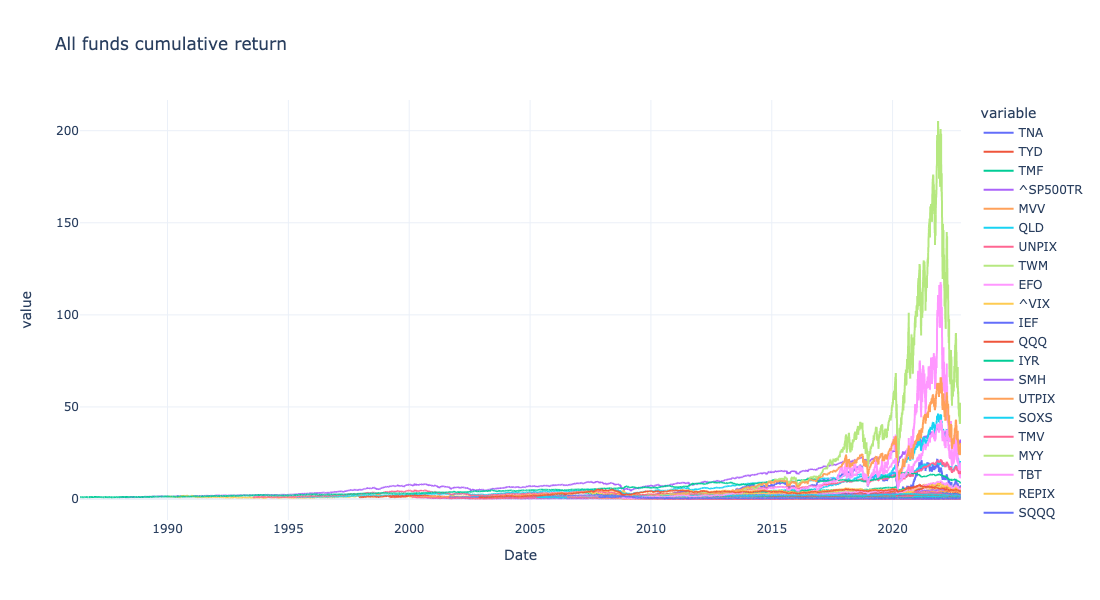 All funds cumulative return
variable
TNA
TYD
TMF
^SP500TR
MVV
QLD
UNPIX
TWM
EFO
^VIX
IEF
QQQ
IYR
SMH
UTPIX
SOXS
TMV
MYY
TBT
REPIX
SQQQ
200
150
100
50
0
value
1990 1995 2000 2005 2010 2015 2020
Date